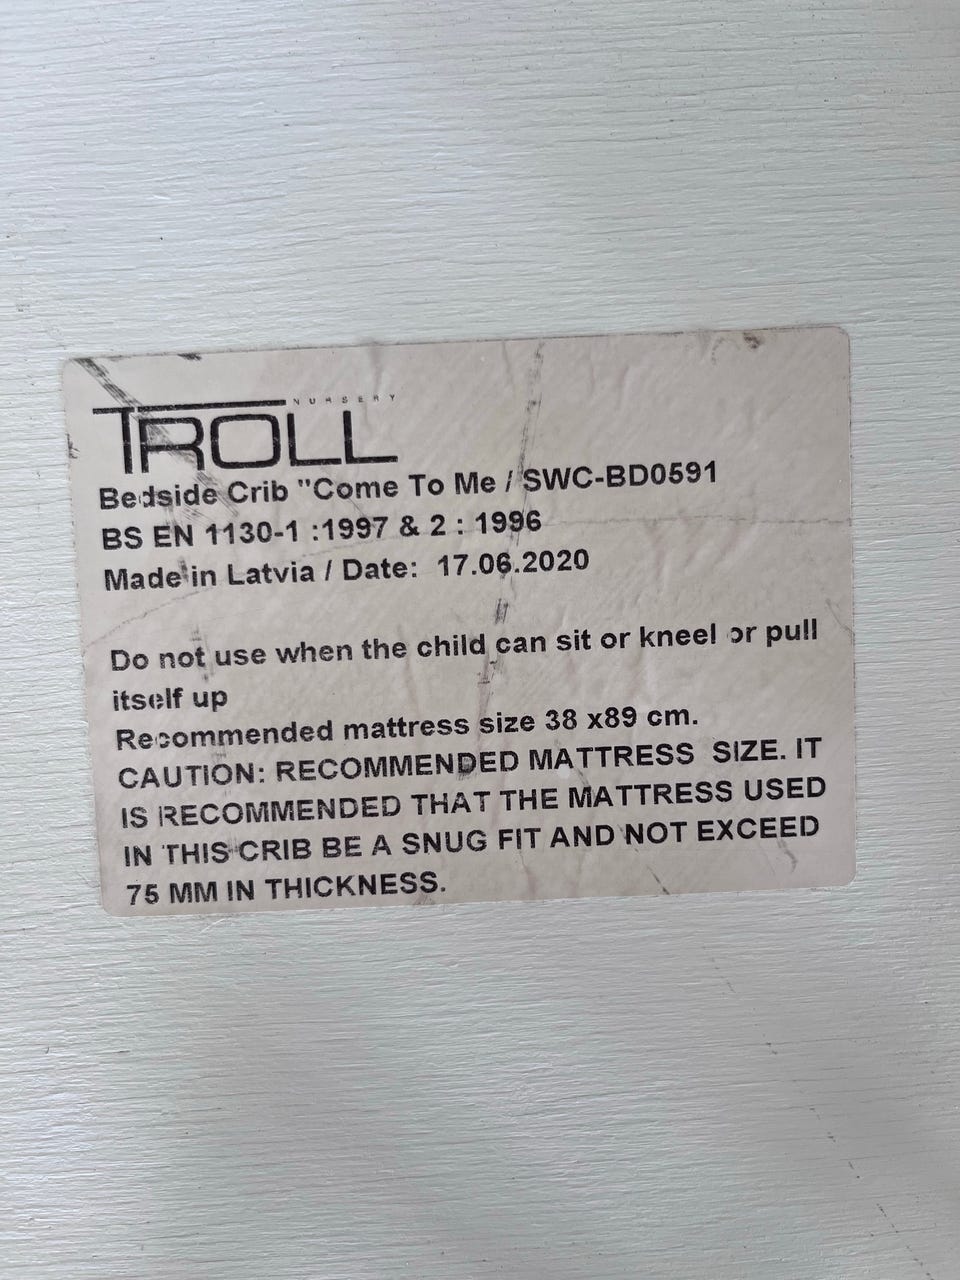 NURSERY
TROLL
Bedside Crib "Come To Me / SWC-BD0591
BS EN 1130-1 :1997 & 2 : 1996
Made in Latvia / Date: 17.06.2020
Do not use when the child can sit or kneel or pull
itself up
Recommended mattress size 38 x89 cm.
CAUTION: RECOMMENDED MATTRESS SIZE. IT
IS RECOMMENDED THAT THE MATTRESS USED
IN THIS CRIB BE A SNUG FIT AND NOT EXCEED
75 MM IN THICKNESS.